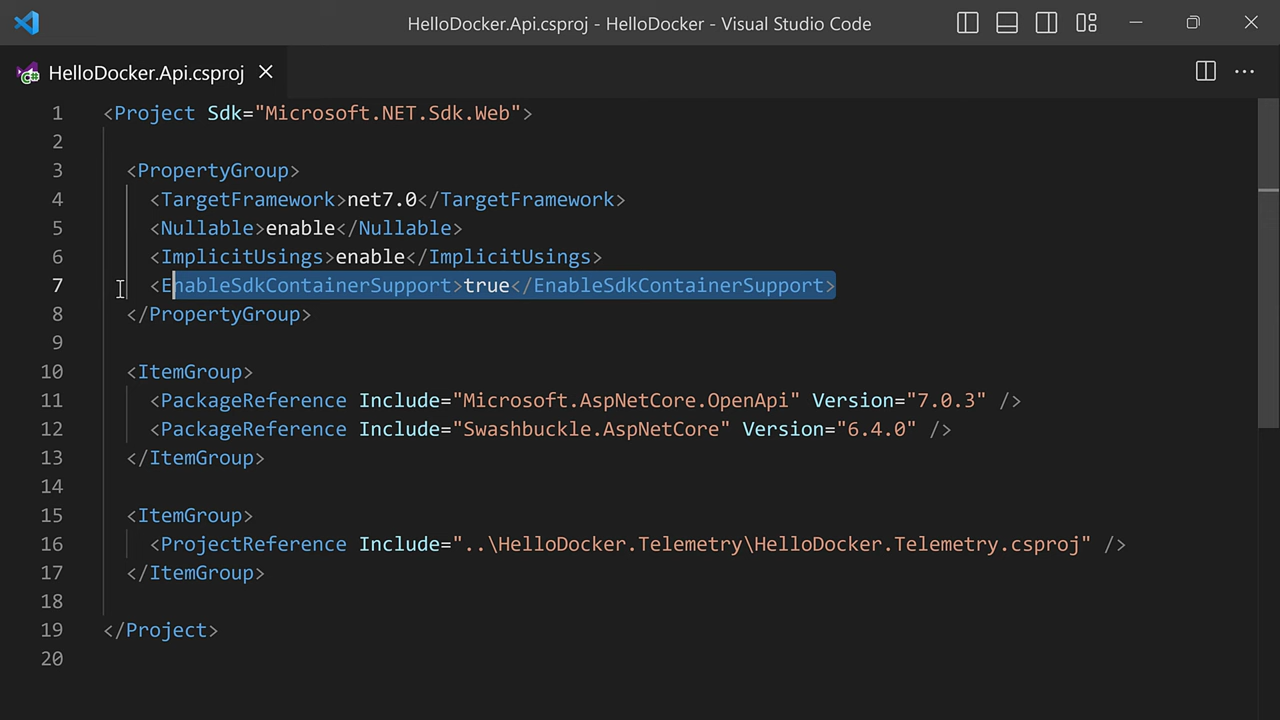 HelloDocker.Api.csproj - HelloDocker - Visual Studio Code
HelloDocker.Api.csproj
1 <Project Sdk="Microsoft.NET.Sdk.Web">
2
3 <PropertyGroup>
4 <TargetFramework>net7.0</TargetFramework>
5 <Nullable>enable</Nullable>
6 <ImplicitUsings>enable</ImplicitUsings>
7 <EnableSdkContainerSupport>true</EnableSdkContainerSupport>
8 </PropertyGroup>
9
10 <ItemGroup>
11 <PackageReference Include="Microsoft.AspNetCore.OpenApi" Version="7.0.3" />
12 <PackageReference Include="Swashbuckle.AspNetCore" Version="6.4.0" />
13 </ItemGroup>
14
15 <ItemGroup>
16 <ProjectReference Include="..\HelloDocker.Telemetry\HelloDocker.Telemetry.csproj" />
17 </ItemGroup>
18
19 </Project>
20